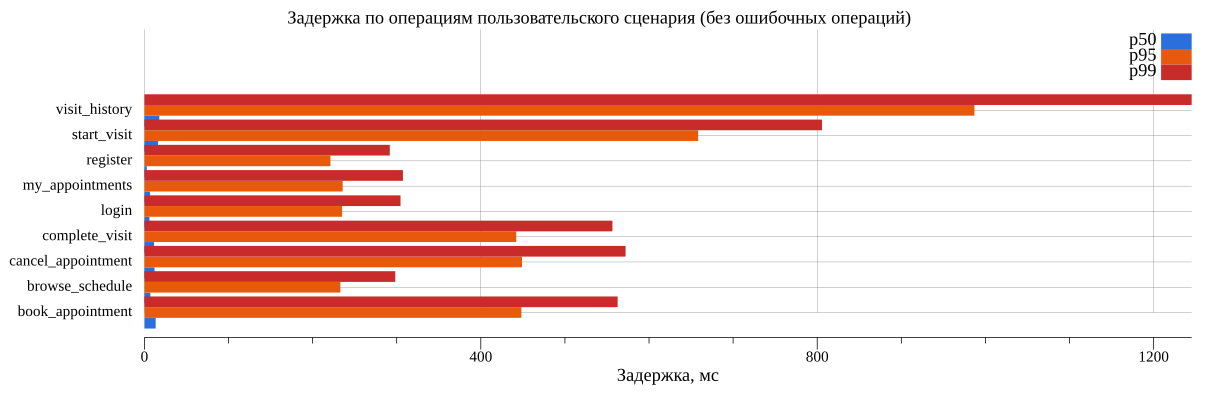 Задержка по операциям пользовательского сценария (без ошибочных операций)
p50
p95
p99
visit_history
start_visit
register
my_appointments
login
complete_visit
cancel_appointment
browse_schedule
book_appointment
0 400 800 1200
Задержка, мс